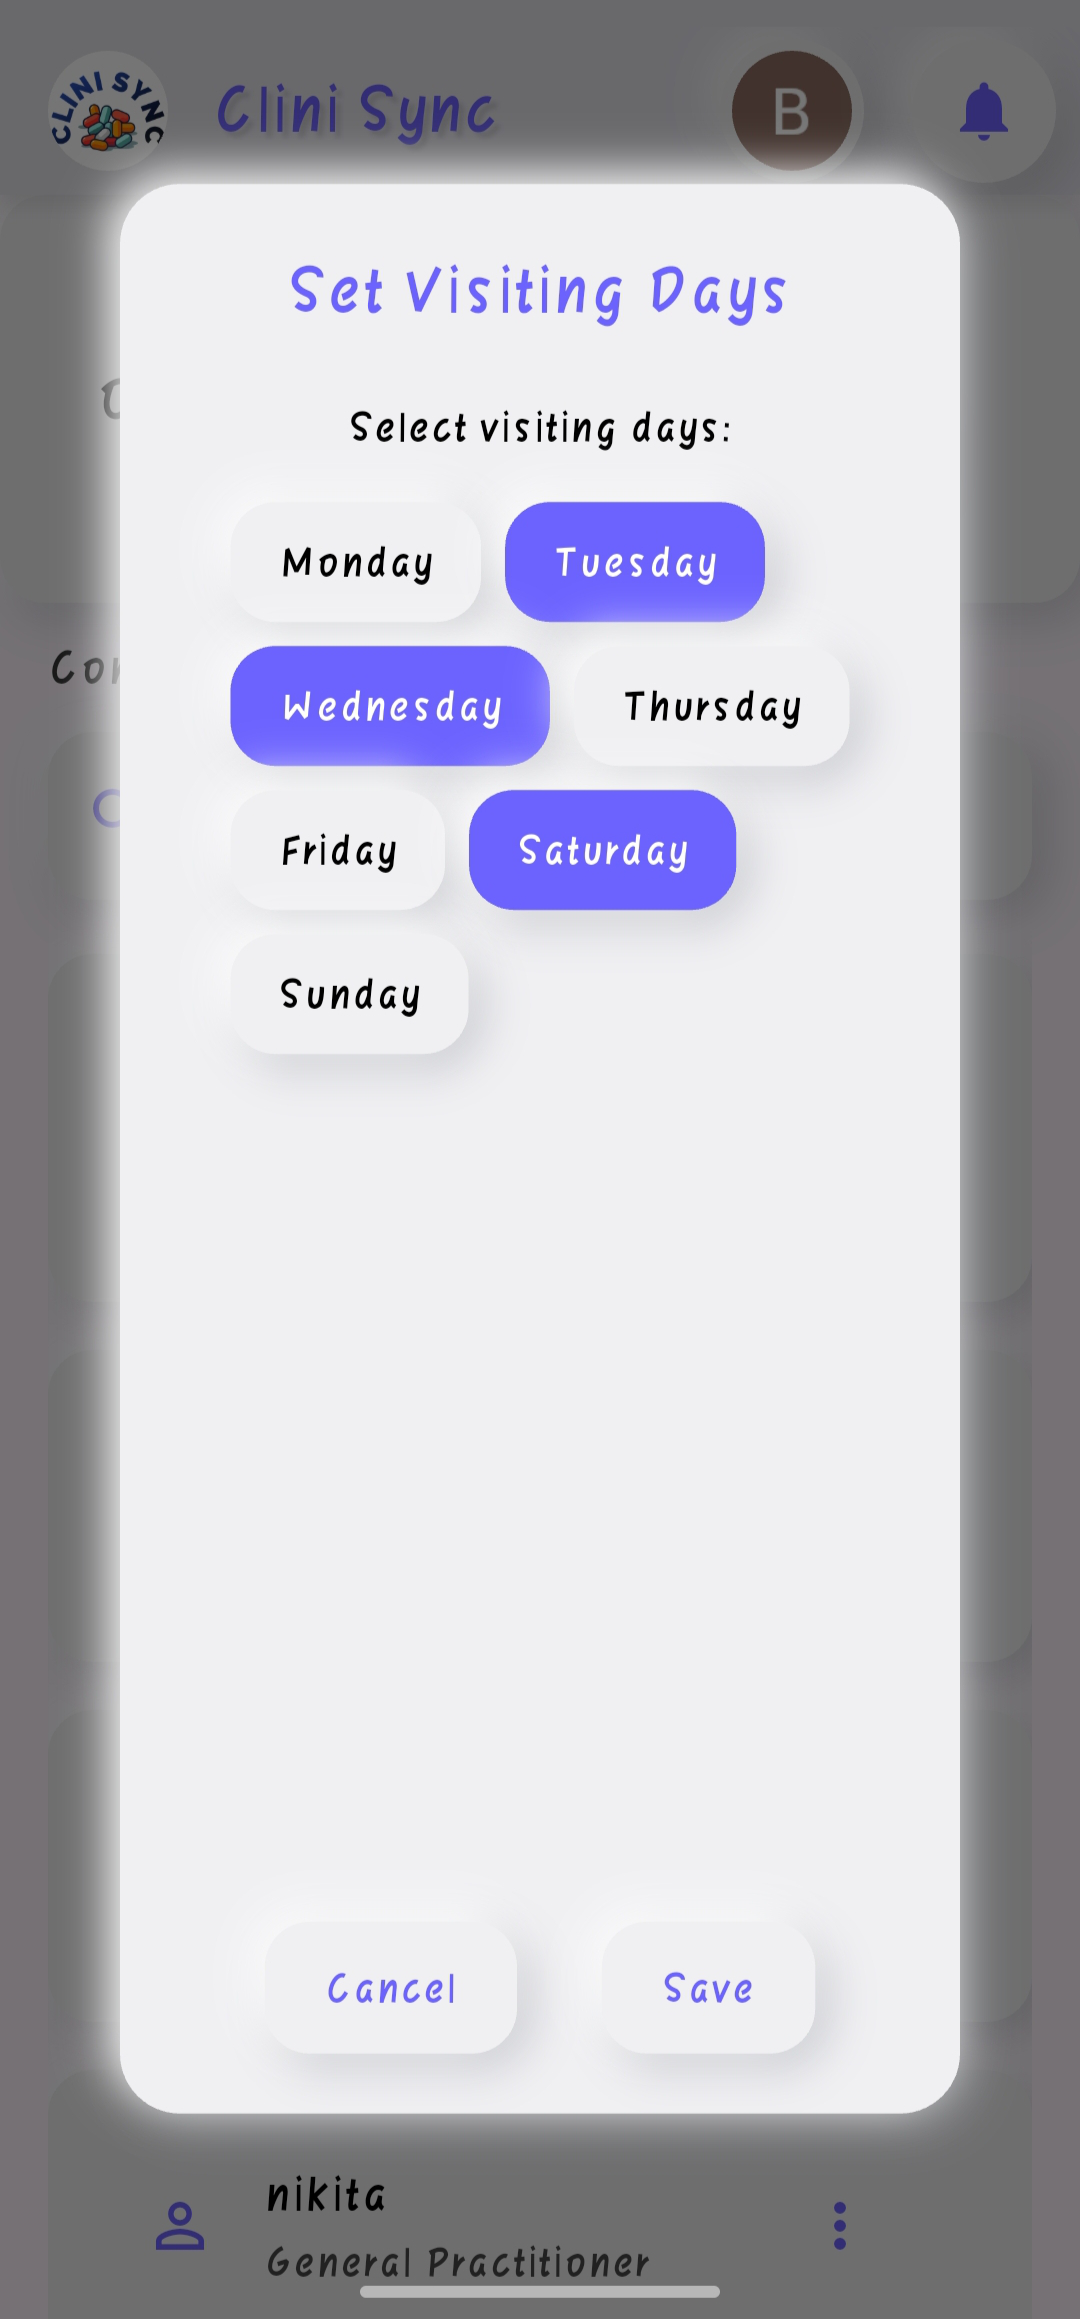 CLINI SYNC
Clini Sync
B
Set Visiting Days
Select visiting days:
Monday Tuesday
Wednesday Thursday
Friday Saturday
Sunday
Cancel Save
nikita
General Practitioner